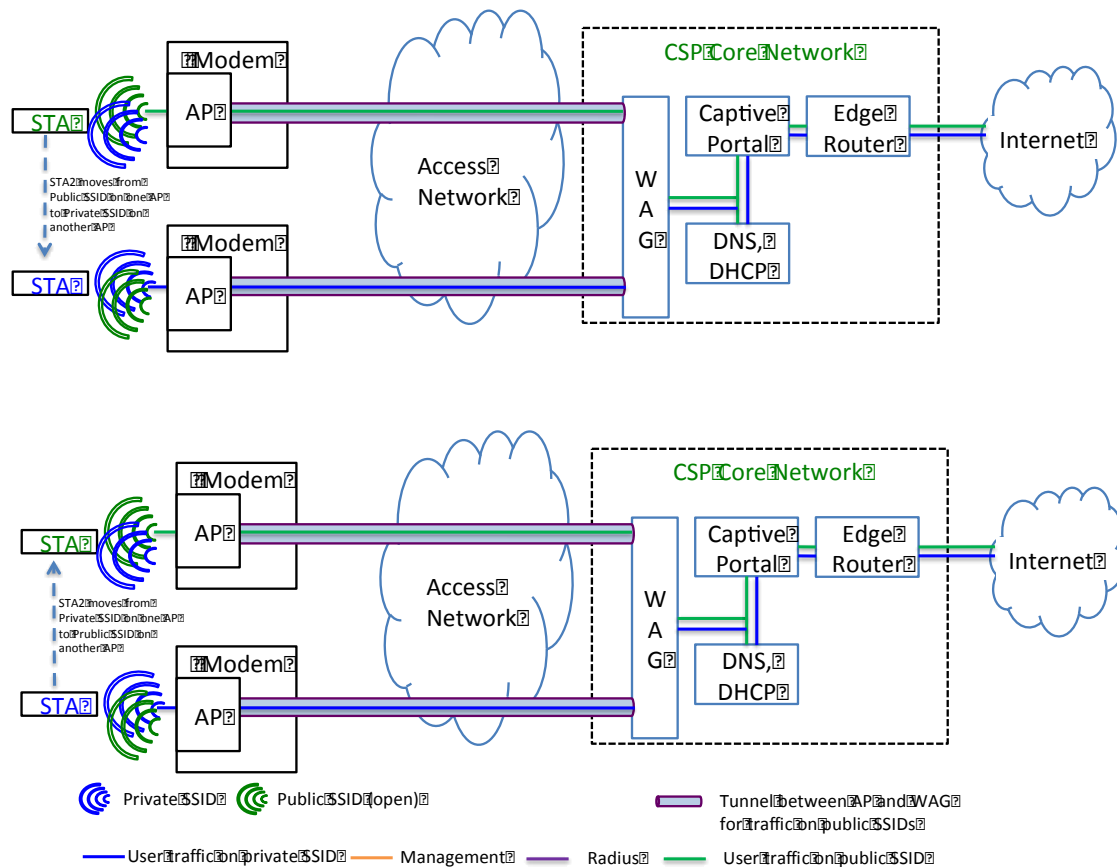 Modem
CSP Core Network
AP
STA
Captive
Portal
Edge
Router
Internet
Access
Network
W
A
G
STA2 moves from
Public SSID on one AP
to Private SSID on
another AP
DNS,
DHCP
Modem
STA
AP
Modem
CSP Core Network
AP
STA
Captive
Portal
Edge
Router
Internet
Access
Network
W
A
G
STA2 moves from
Private SSID on one AP
to Prublic SSID on
another AP
DNS,
DHCP
Modem
STA
AP
Private SSID
Public SSID (open)
Tunnel between AP and WAG
for traffic on public SSIDs
User traffic on private SSID
Management
Radius
User traffic on public SSID